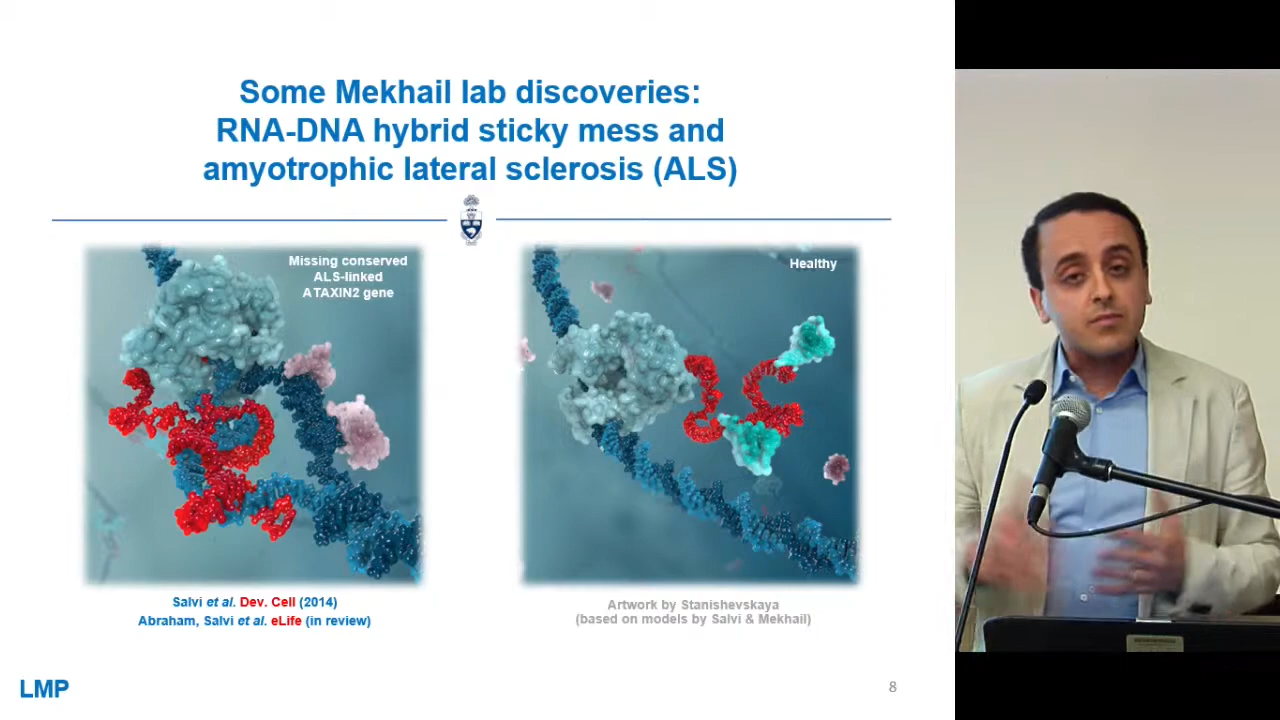 Some Mekhail lab discoveries:
RNA-DNA hybrid sticky mess and
amyotrophic lateral sclerosis (ALS)
Missing conserved
ALS-linked
ATAXIN2 gene
Healthy
Salvi et al. Dev. Cell (2014)
Abraham, Salvi et al. eLife (in review)
Artwork by Stanishevskaya
(based on models by Salvi & Mekhail)
LMP
8